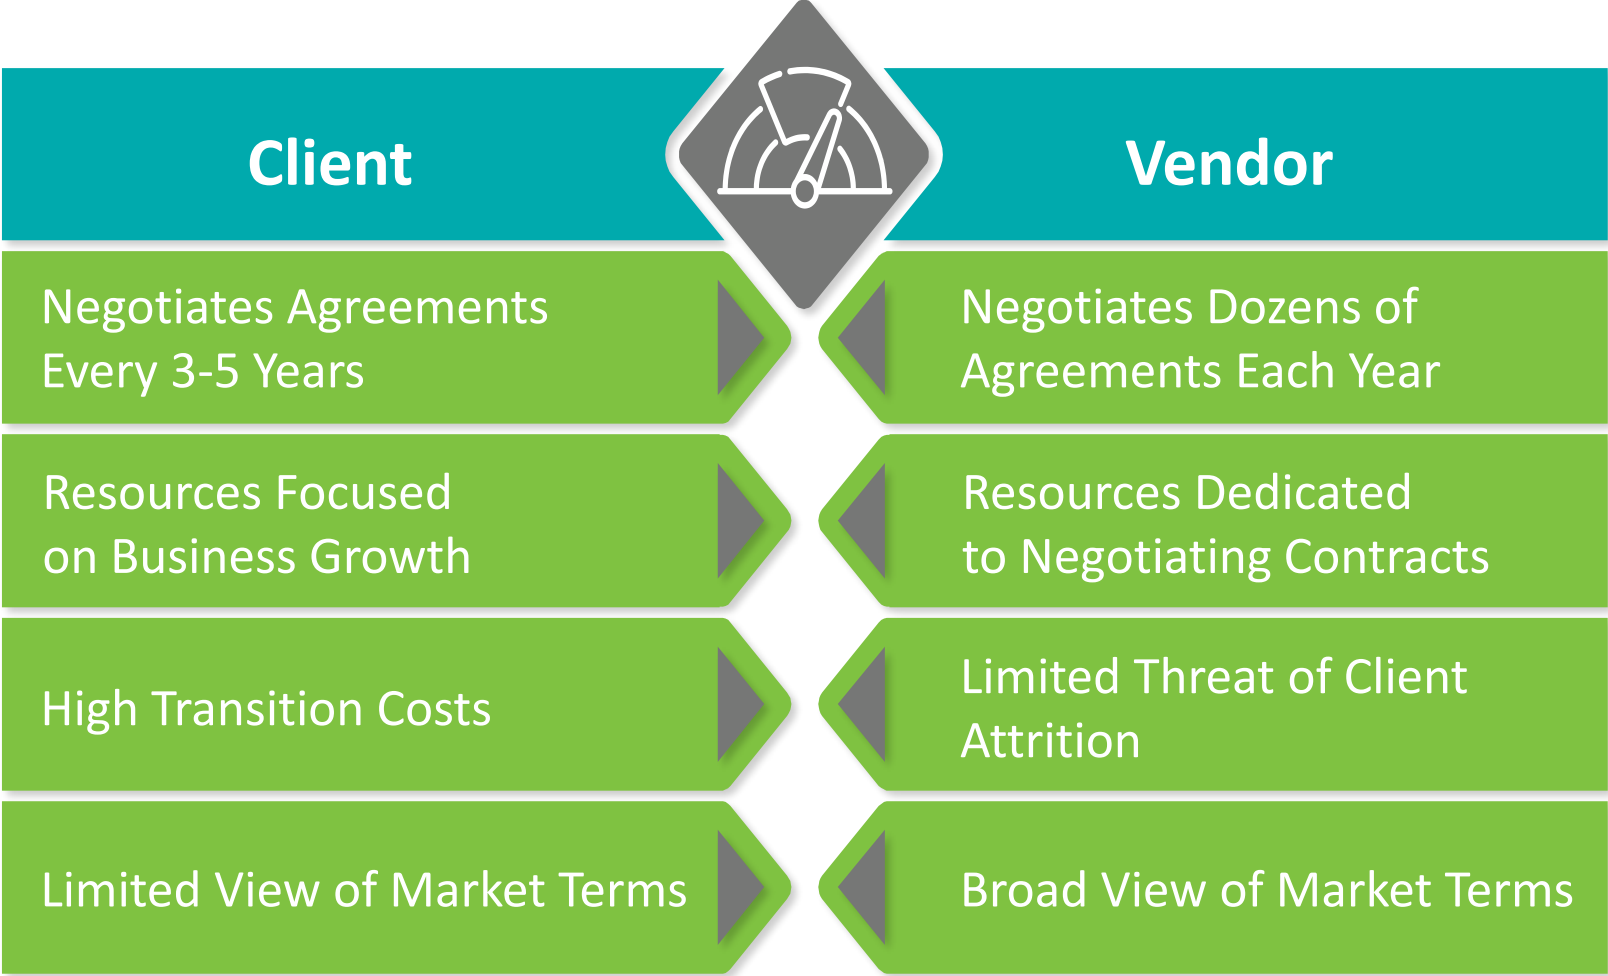 Client
Vendor
Negotiates Agreements
Every 3-5 Years
Negotiates Dozens of
Agreements Each Year
Resources Focused
on Business Growth
Resources Dedicated
to Negotiating Contracts
High Transition Costs
Limited Threat of Client
Attrition
Limited View of Market Terms
Broad View of Market Terms